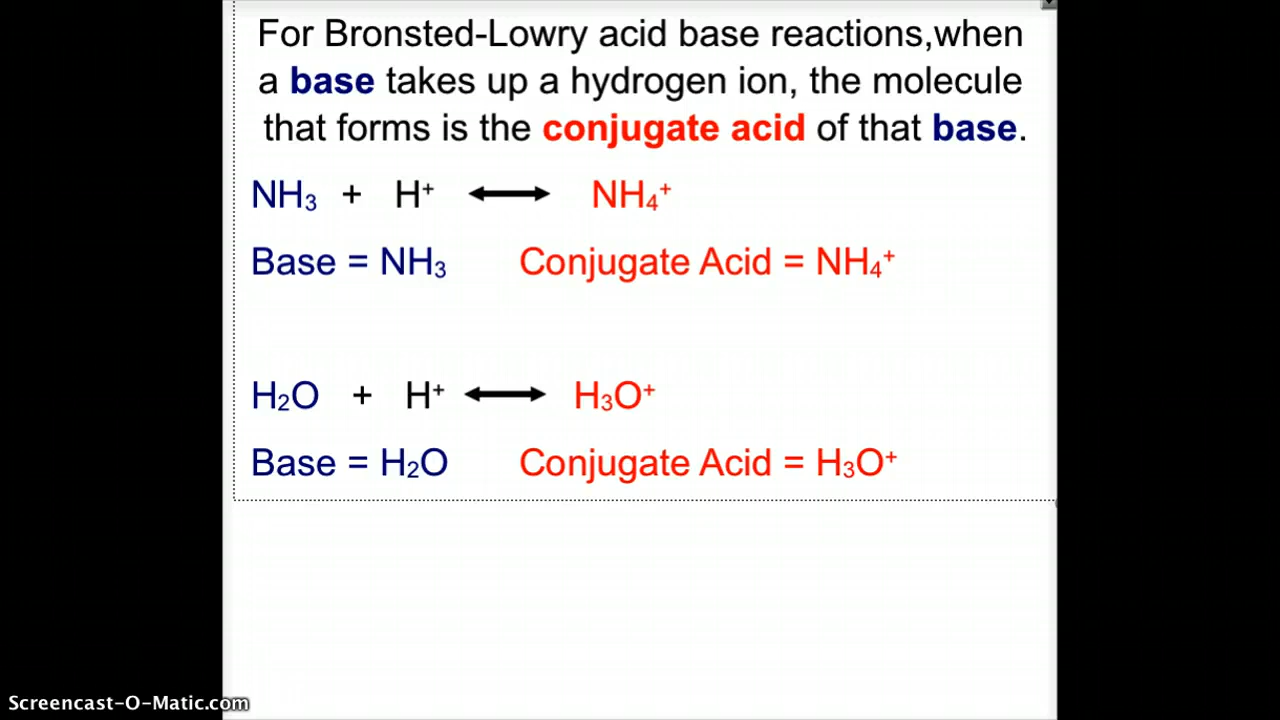 For Bronsted-Lowry acid base reactions,when
a base takes up a hydrogen ion, the molecule
that forms is the conjugate acid of that base.
NH₃ + H⁺ ⟷ NH₄⁺
Base = NH₃ Conjugate Acid = NH₄⁺
H₂O + H⁺ ⟷ H₃O⁺
Base = H₂O Conjugate Acid = H₃O⁺
Screencast-O-Matic.com